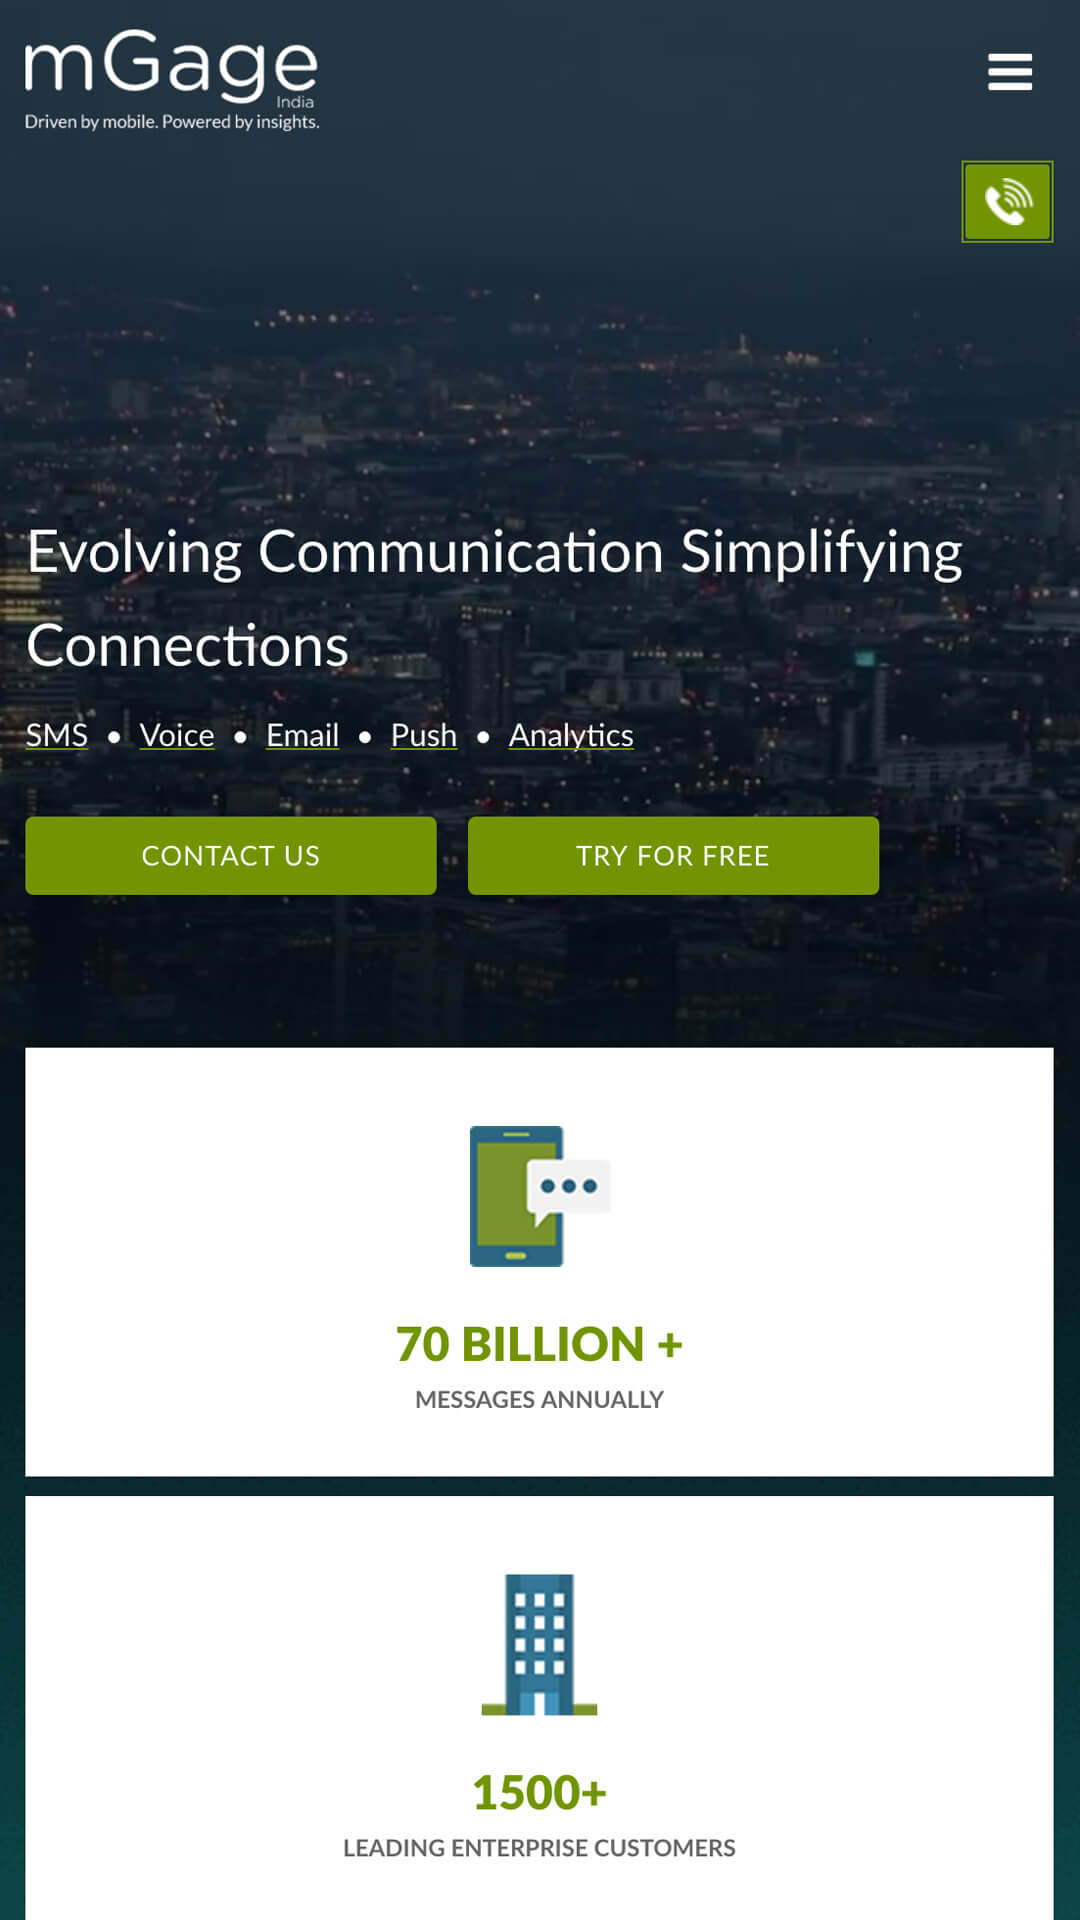 mGage
India
Driven by mobile. Powered by insights.
Evolving Communication Simplifying
Connections
SMS • Voice • Email • Push • Analytics
CONTACT US
TRY FOR FREE
70 BILLION +
MESSAGES ANNUALLY
1500+
LEADING ENTERPRISE CUSTOMERS